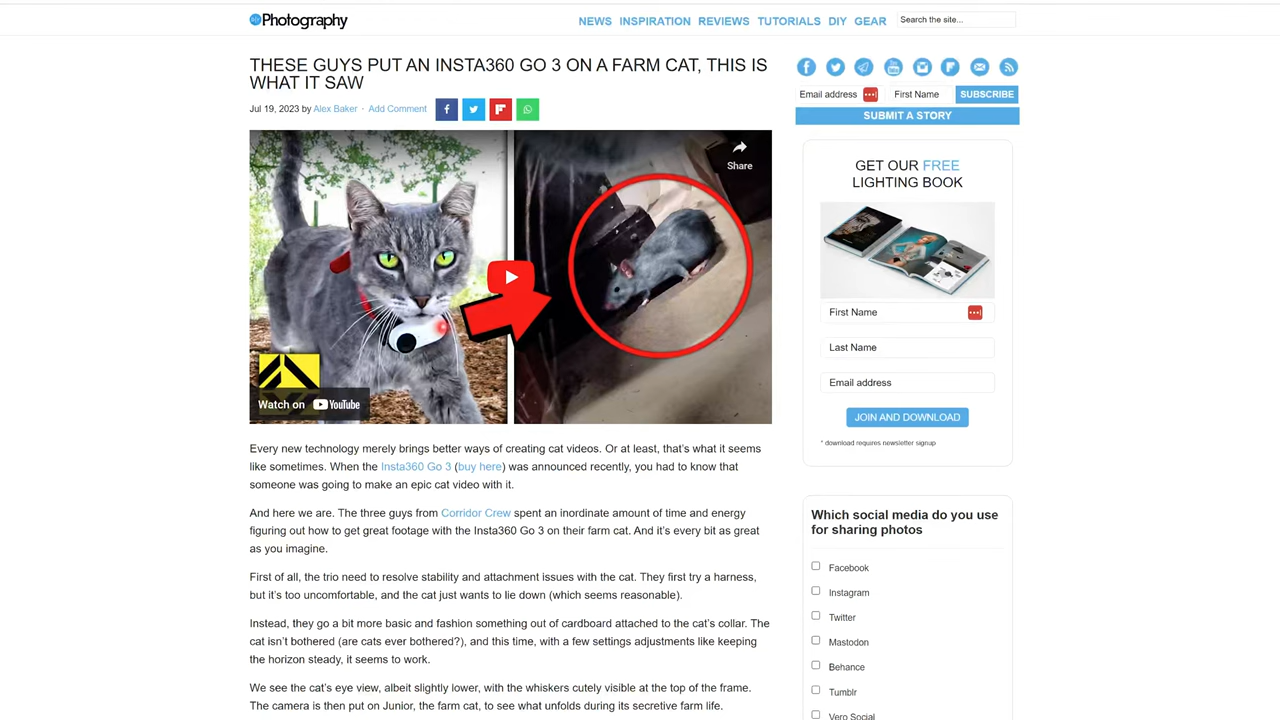 Photography
NEWS INSPIRATION REVIEWS TUTORIALS DIY GEAR
Search the site...
THESE GUYS PUT AN INSTA360 GO 3 ON A FARM CAT, THIS IS
WHAT IT SAW
Jul 19, 2023 by Alex Baker · Add Comment
Share
Watch on YouTube
Every new technology merely brings better ways of creating cat videos. Or at least, that's what it seems
like sometimes. When the Insta360 Go 3 (buy here) was announced recently, you had to know that
someone was going to make an epic cat video with it.
And here we are. The three guys from Corridor Crew spent an inordinate amount of time and energy
figuring out how to get great footage with the Insta360 Go 3 on their farm cat. And it's every bit as great
as you imagine.
First of all, the trio need to resolve stability and attachment issues with the cat. They first try a harness,
but it's too uncomfortable, and the cat just wants to lie down (which seems reasonable).
Instead, they go a bit more basic and fashion something out of cardboard attached to the cat's collar. The
cat isn't bothered (are cats ever bothered?), and this time, with a few settings adjustments like keeping
the horizon steady, it seems to work.
We see the cat's eye view, albeit slightly lower, with the whiskers cutely visible at the top of the frame.
The camera is then put on Junior, the farm cat, to see what unfolds during its secretive farm life.
Email address
First Name
SUBSCRIBE
SUBMIT A STORY
GET OUR FREE
LIGHTING BOOK
First Name
Last Name
Email address
JOIN AND DOWNLOAD
* download requires newsletter signup
Which social media do you use
for sharing photos
Facebook
Instagram
Twitter
Mastodon
Behance
Tumblr
Vero Social